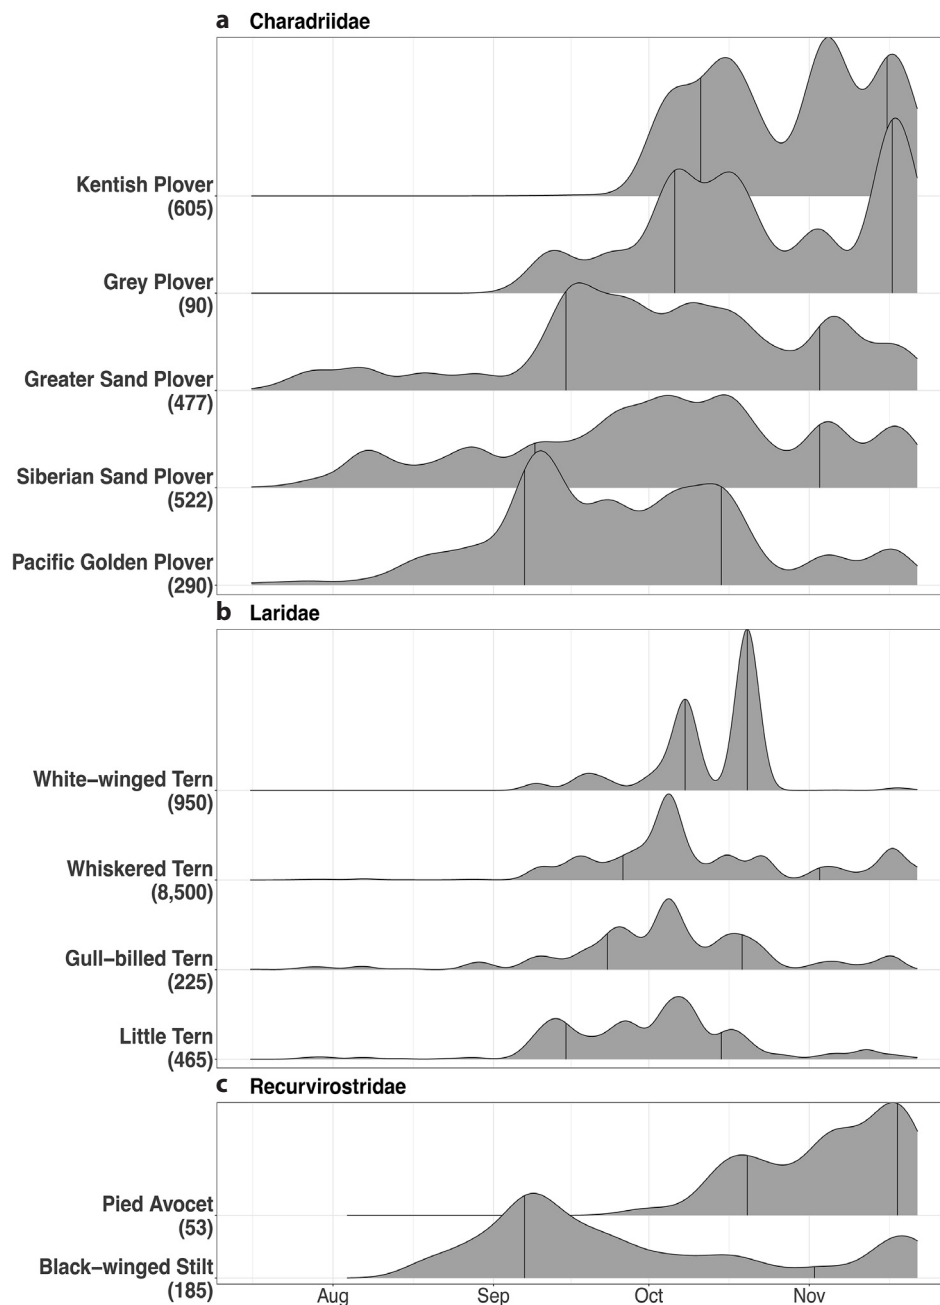 a Charadriidae
Kentish Plover
(605)
Grey Plover
(90)
Greater Sand Plover
(477)
Siberian Sand Plover
(522)
Pacific Golden Plover
(290)
b Laridae
White–winged Tern
(950)
Whiskered Tern
(8,500)
Gull–billed Tern
(225)
Little Tern
(465)
c Recurvirostridae
Pied Avocet
(53)
Black–winged Stilt
(185)
Aug Sep Oct Nov